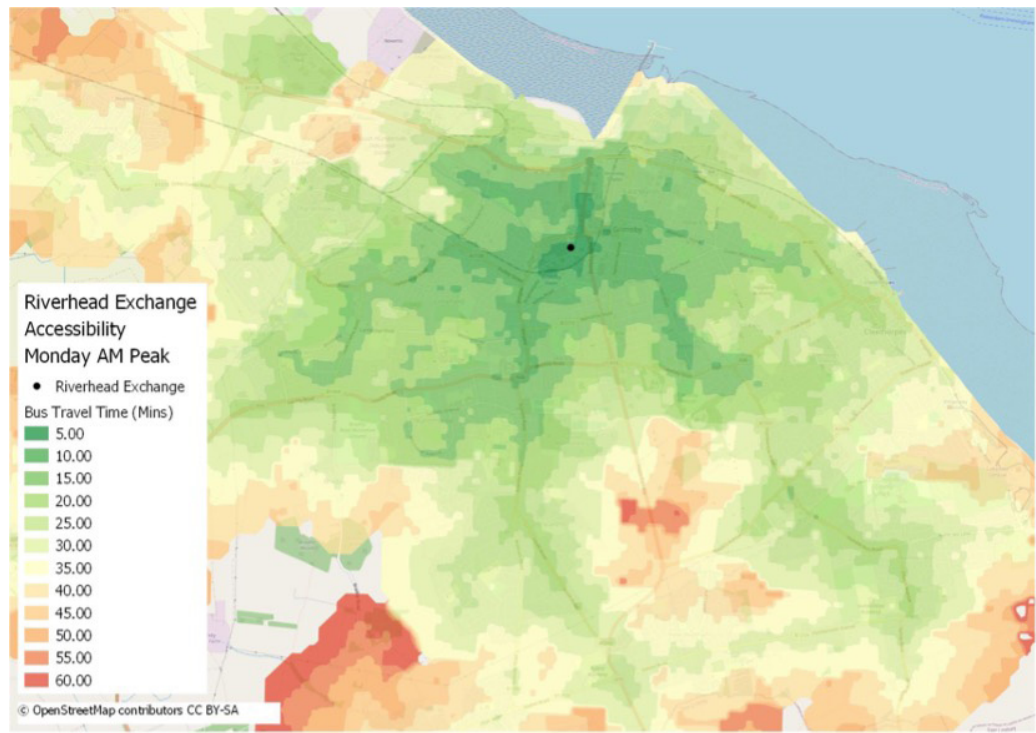 Riverhead Exchange
Accessibility
Monday AM Peak
Riverhead Exchange
Bus Travel Time (Mins)
5.00
10.00
15.00
20.00
25.00
30.00
35.00
40.00
45.00
50.00
55.00
60.00
© OpenStreetMap contributors CC BY-SA